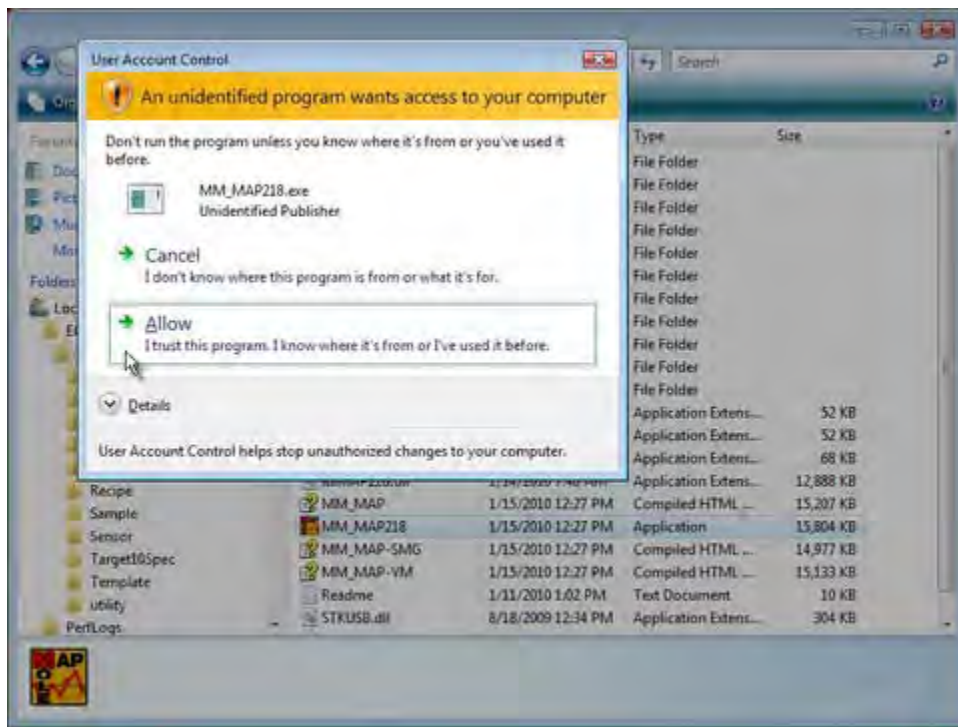 User Account Control
Search
An unidentified program wants access to your computer
Don't run the program unless you know where it's from or you've used it
before.
MM_MAP218.exe
Unidentified Publisher
Cancel
I don't know where this program is from or what it's for.
Allow
I trust this program. I know where it's from or I've used it before.
Details
User Account Control helps stop unauthorized changes to your computer.
Type Size
File Folder
File Folder
File Folder
File Folder
File Folder
File Folder
File Folder
File Folder
File Folder
File Folder
File Folder
Application Extens... 52 KB
Application Extens... 52 KB
Application Extens... 68 KB
Application Extens... 12,888 KB
Folders
Recipe
Sample
Sensor
Target10Spec
Template
utility
PerfLogs
MM_MAP 1/15/2010 12:27 PM Compiled HTML ... 15,207 KB
MM_MAP218 1/15/2010 12:27 PM Application 15,804 KB
MM_MAP-SMG 1/15/2010 12:27 PM Compiled HTML ... 14,977 KB
MM_MAP-VM 1/15/2010 12:27 PM Compiled HTML ... 15,133 KB
Readme 1/11/2010 1:02 PM Text Document 10 KB
STKUSB.dll 8/18/2009 12:34 PM Application Extens... 304 KB
MAP
MOLE